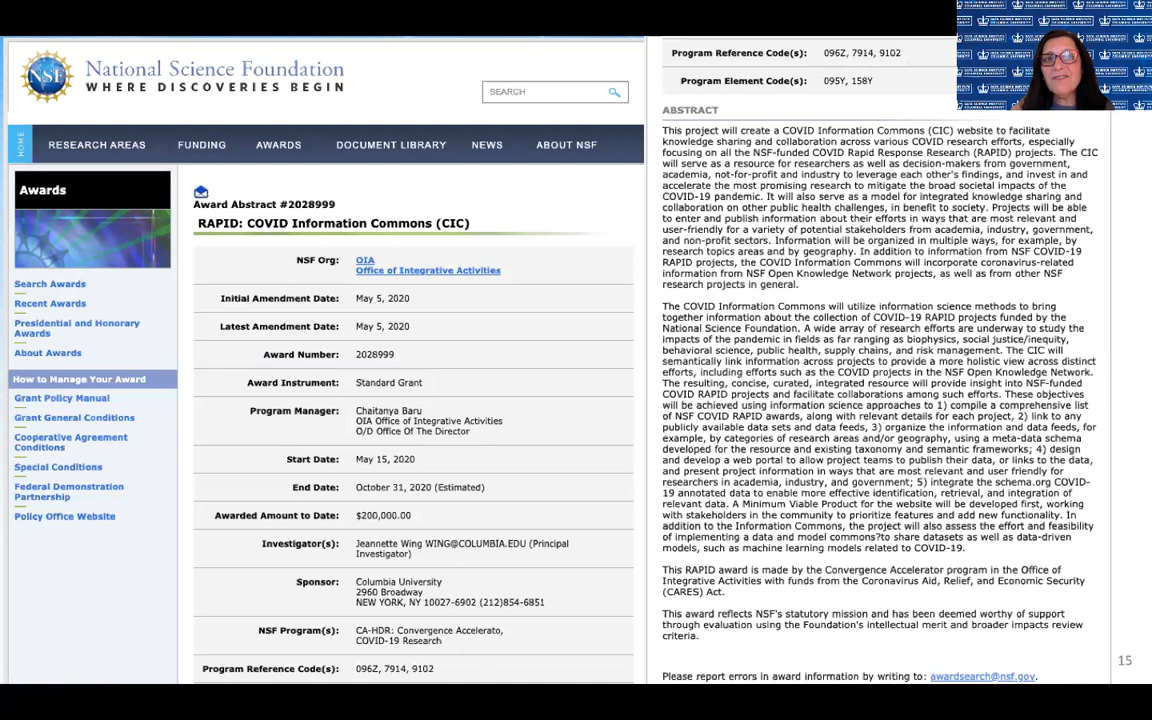 National Science Foundation
WHERE DISCOVERIES BEGIN
NSF
SEARCH
HOME
RESEARCH AREAS
FUNDING
AWARDS
DOCUMENT LIBRARY
NEWS
ABOUT NSF
Awards
Search Awards
Recent Awards
Presidential and Honorary
Awards
About Awards
How to Manage Your Award
Grant Policy Manual
Grant General Conditions
Cooperative Agreement
Conditions
Special Conditions
Federal Demonstration
Partnership
Policy Office Website
Award Abstract #2028999
RAPID: COVID Information Commons (CIC)
NSF Org: OIA
Office of Integrative Activities
Initial Amendment Date: May 5, 2020
Latest Amendment Date: May 5, 2020
Award Number: 2028999
Award Instrument: Standard Grant
Program Manager: Chaitanya Baru
OIA Office of Integrative Activities
O/D Office Of The Director
Start Date: May 15, 2020
End Date: October 31, 2020 (Estimated)
Awarded Amount to Date: $200,000.00
Investigator(s): Jeannette Wing WING@COLUMBIA.EDU (Principal
Investigator)
Sponsor: Columbia University
2960 Broadway
NEW YORK, NY 10027-6902 (212)854-6851
NSF Program(s): CA-HDR: Convergence Accelerato,
COVID-19 Research
Program Reference Code(s): 096Z, 7914, 9102
Program Reference Code(s): 096Z, 7914, 9102
Program Element Code(s): 095Y, 158Y
ABSTRACT
This project will create a COVID Information Commons (CIC) website to facilitate
knowledge sharing and collaboration across various COVID research efforts, especially
focusing on all the NSF-funded COVID Rapid Response Research (RAPID) projects. The CIC
will serve as a resource for researchers as well as decision-makers from government,
academia, not-for-profit and industry to leverage each other's findings, and invest in and
accelerate the most promising research to mitigate the broad societal impacts of the
COVID-19 pandemic. It will also serve as a model for integrated knowledge sharing and
collaboration on other public health challenges, in benefit to society. Projects will be able
to enter and publish information about their efforts in ways that are most relevant and
user-friendly for a variety of potential stakeholders from academia, industry, government,
and non-profit sectors. Information will be organized in multiple ways, for example, by
research topics areas and by geography. In addition to information from NSF COVID-19
RAPID projects, the COVID Information Commons will incorporate coronavirus-related
information from NSF Open Knowledge Network projects, as well as from other NSF
research projects in general.
The COVID Information Commons will utilize information science methods to bring
together information about the collection of COVID-19 RAPID projects funded by the
National Science Foundation. A wide array of research efforts are underway to study the
impacts of the pandemic in fields as far ranging as biophysics, social justice/inequity,
behavioral science, public health, supply chains, and risk management. The CIC will
semantically link information across projects to provide a more holistic view across distinct
efforts, including efforts such as the COVID projects in the NSF Open Knowledge Network.
The resulting, concise, curated, integrated resource will provide insight into NSF-funded
COVID RAPID projects and facilitate collaborations among such efforts. These objectives
will be achieved using information science approaches to 1) compile a comprehensive list
of NSF COVID RAPID awards, along with relevant details for each project, 2) link to any
publicly available data sets and data feeds, 3) organize the information and data feeds, for
example, by categories of research areas and/or geography, using a meta-data schema
developed for the resource and existing taxonomy and semantic frameworks; 4) design
and develop a web portal to allow project teams to publish their data, or links to the data,
and present project information in ways that are most relevant and user friendly for
researchers in academia, industry, and government; 5) integrate the schema.org COVID-
19 annotated data to enable more effective identification, retrieval, and integration of
relevant data. A Minimum Viable Product for the website will be developed first, working
with stakeholders in the community to prioritize features and add new functionality. In
addition to the Information Commons, the project will also assess the effort and feasibility
of implementing a data and model commons?to share datasets as well as data-driven
models, such as machine learning models related to COVID-19.
This RAPID award is made by the Convergence Accelerator program in the Office of
Integrative Activities with funds from the Coronavirus Aid, Relief, and Economic Security
(CARES) Act.
This award reflects NSF's statutory mission and has been deemed worthy of support
through evaluation using the Foundation's intellectual merit and broader impacts review
criteria.
Please report errors in award information by writing to: awardsearch@nsf.gov.
15